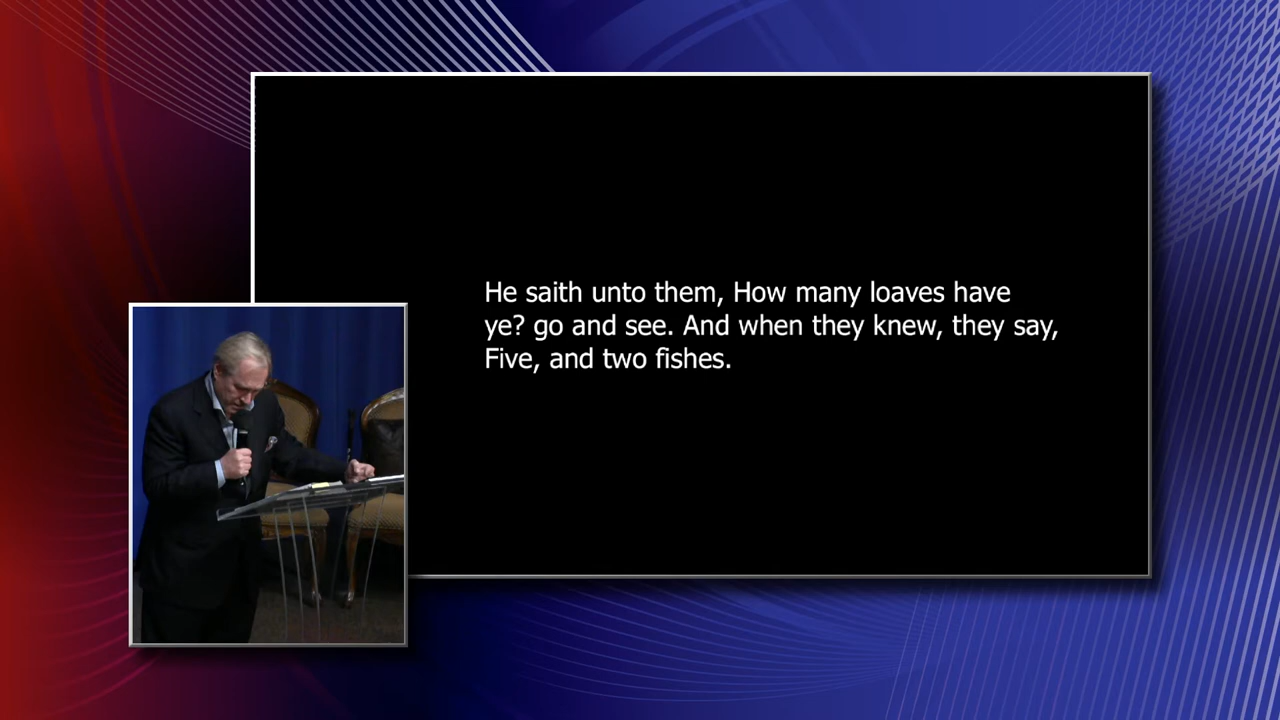 He saith unto them, How many loaves have
ye? go and see. And when they knew, they say,
Five, and two fishes.